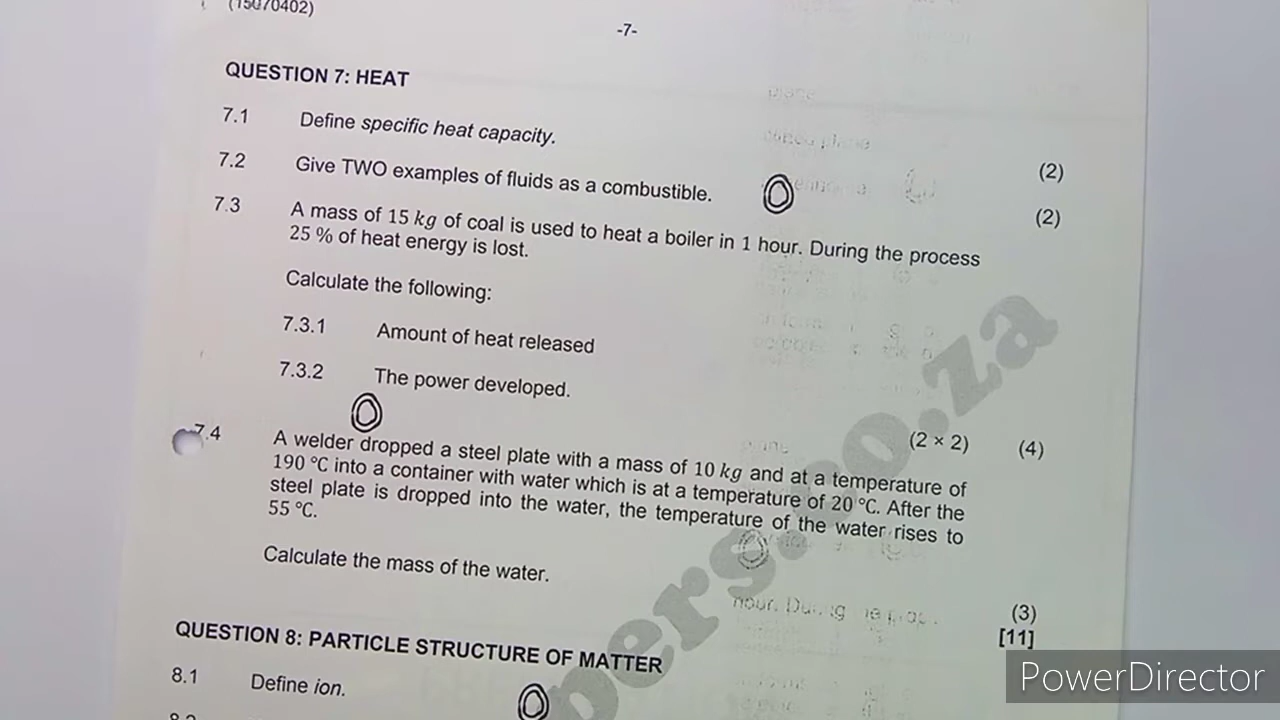 (15070402)
-7-
QUESTION 7: HEAT
7.1 Define specific heat capacity. (2)
7.2 Give TWO examples of fluids as a combustible. (2)
7.3 A mass of 15 kg of coal is used to heat a boiler in 1 hour. During the process
25 % of heat energy is lost.
Calculate the following:
7.3.1 Amount of heat released
7.3.2 The power developed.
(2 × 2) (4)
7.4 A welder dropped a steel plate with a mass of 10 kg and at a temperature of
190 °C into a container with water which is at a temperature of 20 °C. After the
steel plate is dropped into the water, the temperature of the water rises to
55 °C.
Calculate the mass of the water. (3)
[11]
QUESTION 8: PARTICLE STRUCTURE OF MATTER
8.1 Define ion.
pers.co.za
PowerDirector